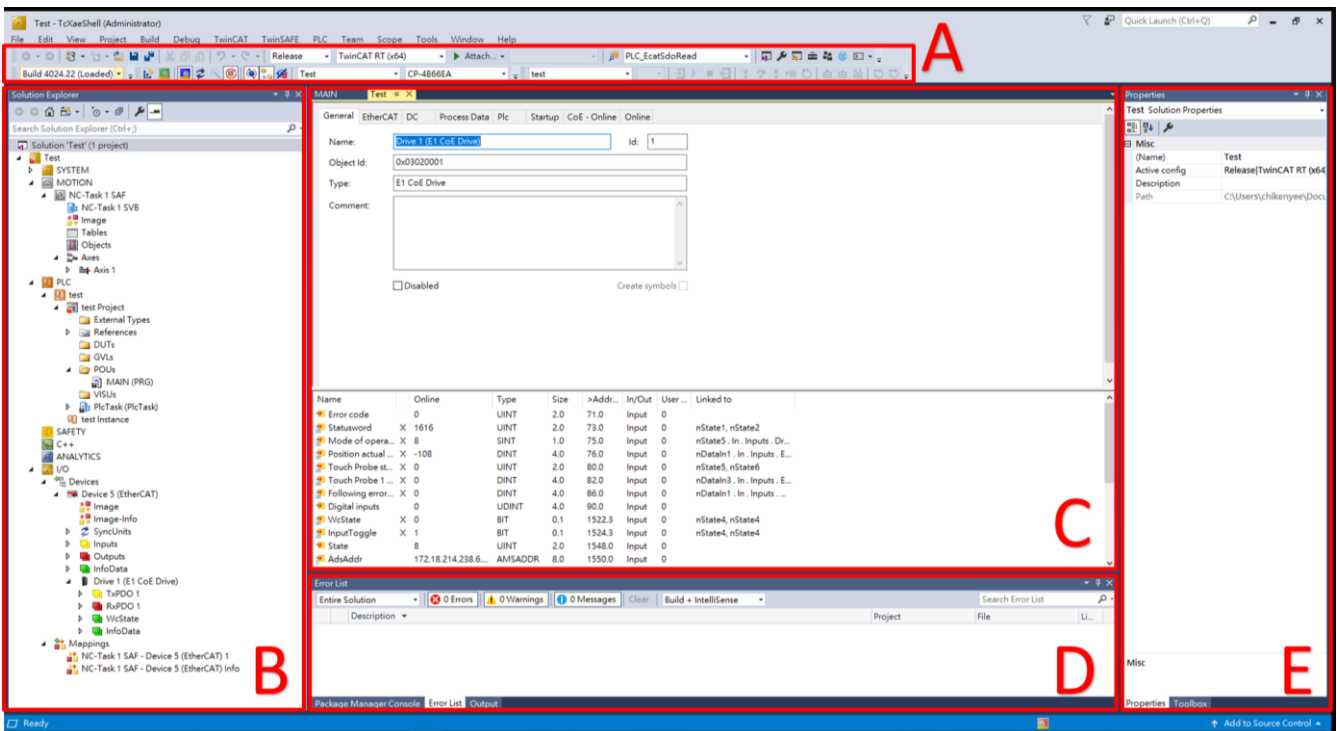 Test - TcXaeShell (Administrator)
Quick Launch (Ctrl+Q)
File Edit View Project Build Debug TwinCAT TwinSAFE PLC Team Scope Tools Window Help
Release TwinCAT RT (x64) Attach... PLC_EcatSdoRead
Build 4024.22 (Loaded) Test CP-4B66EA test
A
Solution Explorer
Search Solution Explorer (Ctrl+;)
Solution 'Test' (1 project)
Test
SYSTEM
MOTION
NC-Task 1 SAF
NC-Task 1 SVB
Image
Tables
Objects
Axes
Axis 1
PLC
test
test Project
External Types
References
DUTs
GVLs
POUs
MAIN (PRG)
VISUs
PlcTask (PlcTask)
test Instance
SAFETY
C++
ANALYTICS
I/O
Devices
Device 5 (EtherCAT)
Image
Image-Info
SyncUnits
Inputs
Outputs
InfoData
Drive 1 (E1 CoE Drive)
TxPDO 1
RxPDO 1
WcState
InfoData
Mappings
NC-Task 1 SAF - Device 5 (EtherCAT) 1
NC-Task 1 SAF - Device 5 (EtherCAT) Info
B
MAIN Test
General EtherCAT DC Process Data Plc Startup CoE - Online Online
Name: Drive 1 (E1 CoE Drive) Id: 1
Object Id: 0x03020001
Type: E1 CoE Drive
Comment:
Disabled Create symbols
Name Online Type Size >Addr... In/Out User ... Linked to
Error code 0 UINT 2.0 71.0 Input 0
Statusword X 1616 UINT 2.0 73.0 Input 0 nState1, nState2
Mode of opera... X 8 SINT 1.0 75.0 Input 0 nState5 . In . Inputs . Dr...
Position actual ... X -108 DINT 4.0 76.0 Input 0 nDataIn1 . In . Inputs . E...
Touch Probe st... X 0 UINT 2.0 80.0 Input 0 nState5, nState6
Touch Probe 1 ... X 0 DINT 4.0 82.0 Input 0 nDataIn3 . In . Inputs . E...
Following error... X 0 DINT 4.0 86.0 Input 0 nDataIn1 . In . Inputs . ...
Digital inputs 0 UDINT 4.0 90.0 Input 0
WcState X 0 BIT 0.1 1522.3 Input 0 nState4, nState4
InputToggle X 1 BIT 0.1 1524.3 Input 0 nState4, nState4
State 8 UINT 2.0 1548.0 Input 0
AdsAddr 172.18.214.238.6.... AMSADDR 8.0 1550.0 Input 0
C
Error List
Entire Solution 0 Errors 0 Warnings 0 Messages Clear Build + IntelliSense Search Error List
Description Project File Li...
D
Package Manager Console Error List Output
Properties
Test Solution Properties
Misc
(Name) Test
Active config Release|TwinCAT RT (x64
Description
Path C:\Users\chikenyee\Docu
Misc
E
Properties Toolbox
Ready
Add to Source Control